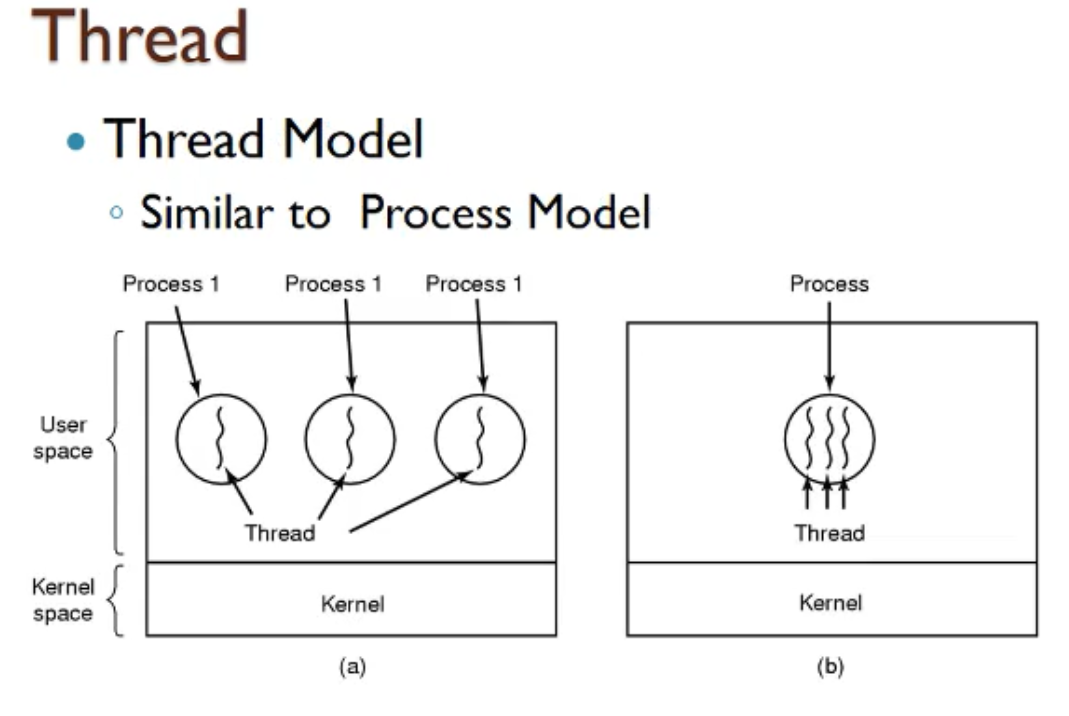 Thread
Thread Model
Similar to Process Model
Process 1
Process 1
Process 1
User
space
Thread
Kernel
space
Kernel
(a)
Process
Thread
Kernel
(b)